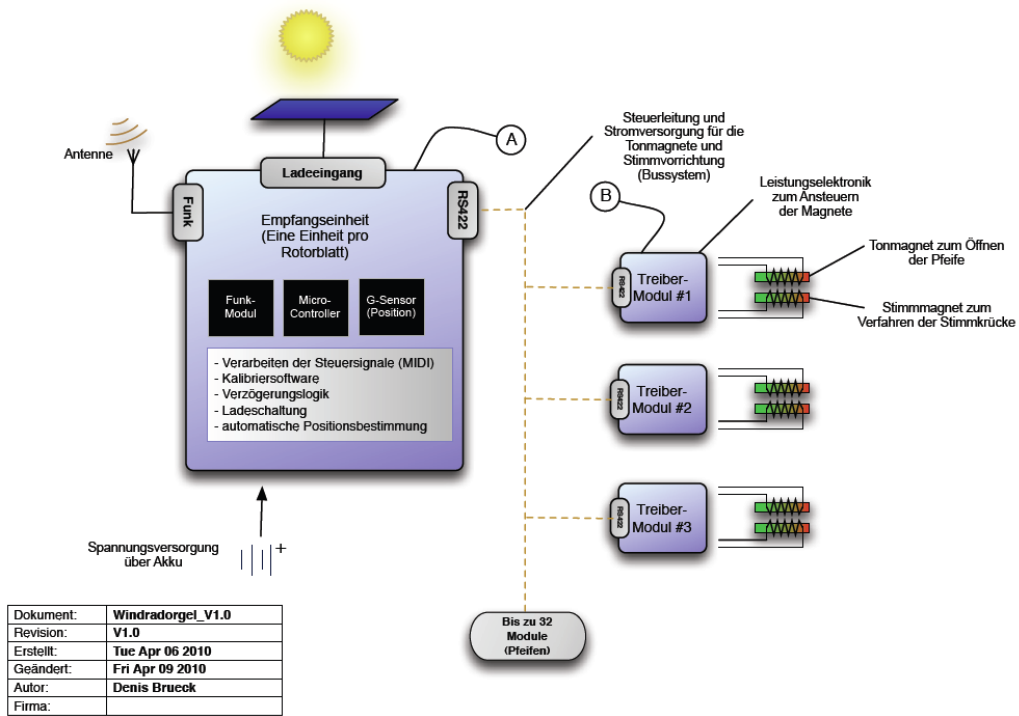 Antenne
Funk
Ladeeingang
RS422
A
Empfangseinheit
(Eine Einheit pro
Rotorblatt)
Funk-
Modul
Micro-
Controller
G-Sensor
(Position)
- Verarbeiten der Steuersignale (MIDI)
- Kalibriersoftware
- Verzögerungslogik
- Ladeschaltung
- automatische Positionsbestimmung
Spannungsversorgung
über Akku
+
Steuerleitung und
Stromversorgung für die
Tonmagnete und
Stimmvorrichtung
(Bussystem)
B
Leistungselektronik
zum Ansteuern
der Magnete
RS422
Treiber-
Modul #1
Tonmagnet zum Öffnen
der Pfeife
Stimmmagnet zum
Verfahren der Stimmkrücke
RS422
Treiber-
Modul #2
RS422
Treiber-
Modul #3
Bis zu 32
Module
(Pfeifen)
Dokument: Windradorgel_V1.0
Revision: V1.0
Erstellt: Tue Apr 06 2010
Geändert: Fri Apr 09 2010
Autor: Denis Brueck
Firma: